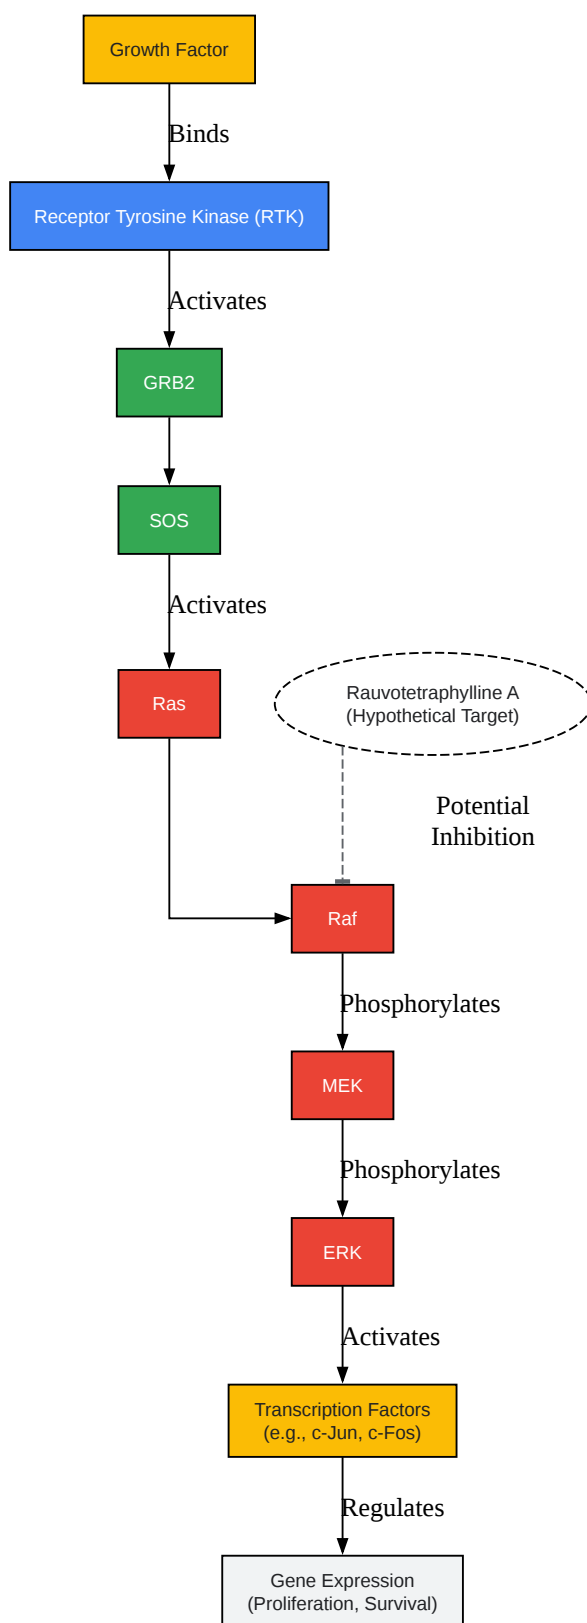 Growth Factor
Binds
Receptor Tyrosine Kinase (RTK)
Activates
GRB2
SOS
Activates
Ras
Rauvotetraphylline A
(Hypothetical Target)
Potential
Inhibition
Raf
Phosphorylates
MEK
Phosphorylates
ERK
Activates
Transcription Factors
(e.g., c-Jun, c-Fos)
Regulates
Gene Expression
(Proliferation, Survival)